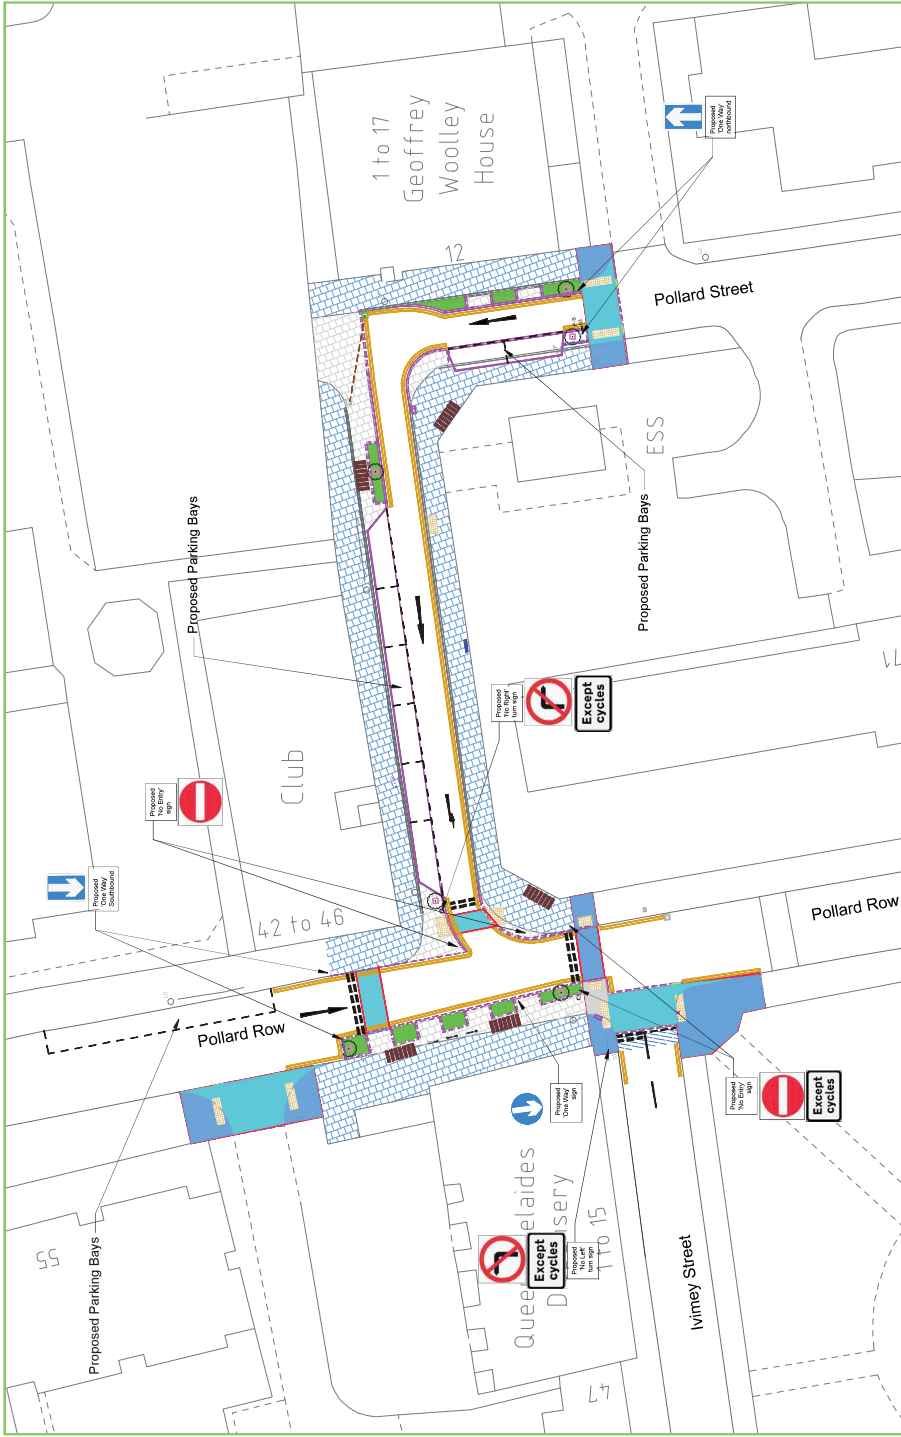 1 to 17
Geoffrey
Woolley
House
Proposed
'One Way'
northbound
12
Pollard Street
ESS
Proposed Parking Bays
Proposed Parking Bays
71
Proposed
'No Right'
turn sign
Except
cycles
Club
Proposed
'No Entry'
sign
Proposed
'One Way'
Southbound
42 to 46
Pollard Row
Pollard Row
Proposed
'One Way'
sign
Proposed
'No Entry'
sign
Except
cycles
Proposed Parking Bays
55
Except
cycles
Proposed
'No Left'
turn sign
15
Ivimey Street
47